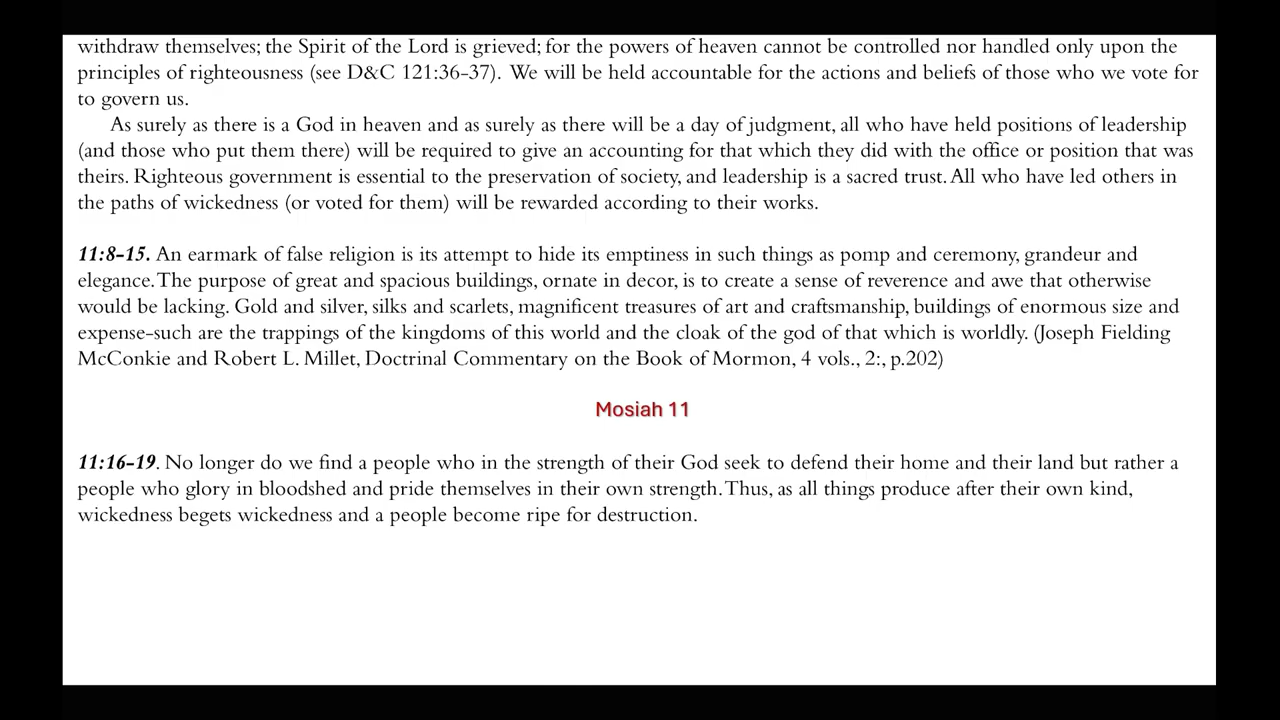 withdraw themselves; the Spirit of the Lord is grieved; for the powers of heaven cannot be controlled nor handled only upon the
principles of righteousness (see D&C 121:36-37). We will be held accountable for the actions and beliefs of those who we vote for
to govern us.
As surely as there is a God in heaven and as surely as there will be a day of judgment, all who have held positions of leadership
(and those who put them there) will be required to give an accounting for that which they did with the office or position that was
theirs. Righteous government is essential to the preservation of society, and leadership is a sacred trust. All who have led others in
the paths of wickedness (or voted for them) will be rewarded according to their works.
11:8-15. An earmark of false religion is its attempt to hide its emptiness in such things as pomp and ceremony, grandeur and
elegance. The purpose of great and spacious buildings, ornate in decor, is to create a sense of reverence and awe that otherwise
would be lacking. Gold and silver, silks and scarlets, magnificent treasures of art and craftsmanship, buildings of enormous size and
expense-such are the trappings of the kingdoms of this world and the cloak of the god of that which is worldly. (Joseph Fielding
McConkie and Robert L. Millet, Doctrinal Commentary on the Book of Mormon, 4 vols., 2:, p.202)
Mosiah 11
11:16-19. No longer do we find a people who in the strength of their God seek to defend their home and their land but rather a
people who glory in bloodshed and pride themselves in their own strength. Thus, as all things produce after their own kind,
wickedness begets wickedness and a people become ripe for destruction.